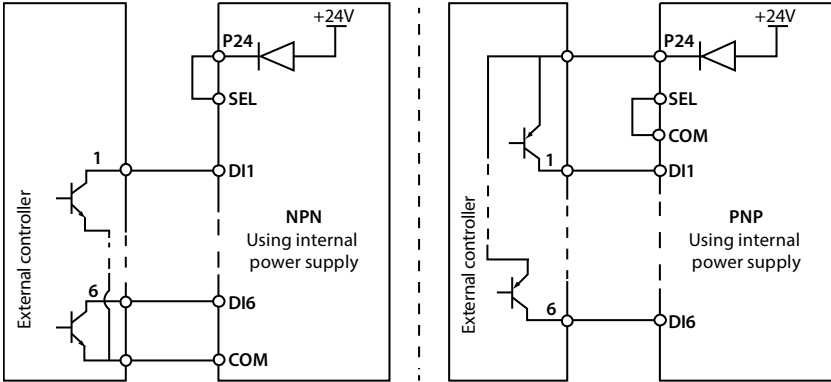 +24V
P24
SEL
1
DI1
External controller
NPN
Using internal
power supply
6
DI6
COM
+24V
P24
SEL
COM
1
DI1
External controller
PNP
Using internal
power supply
6
DI6